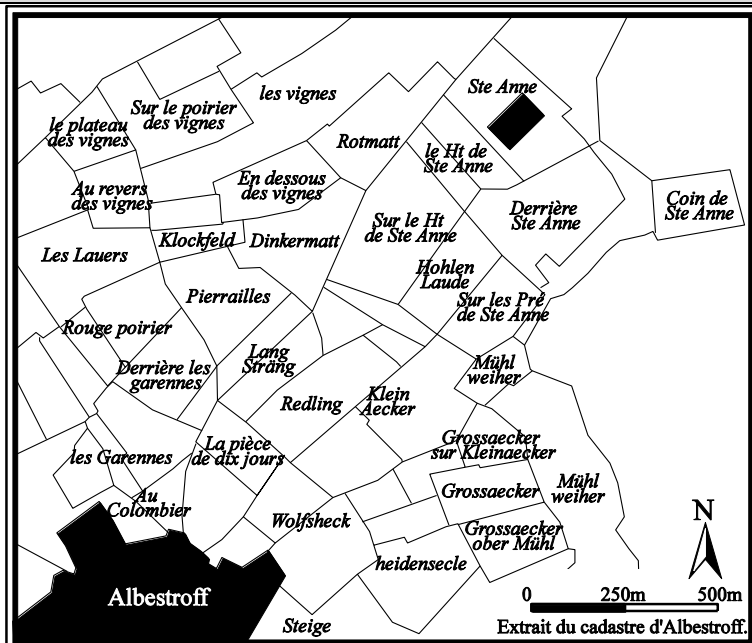 Ste Anne
les vignes
Sur le poirier
des vignes
le plateau
des vignes
Rotmatt
le Ht de
Ste Anne
Au revers
des vignes
En dessous
des vignes
Coin de
Ste Anne
Derrière
Ste Anne
Sur le Ht
de Ste Anne
Klockfeld
Dinkermatt
Les Lauers
Hohlen
Laude
Pierrailles
Sur les Pré
de Ste Anne
Rouge poirier
Lang
Sträng
Derrière les
garennes
Mühl
weiher
Redling
Klein
Aecker
Grossaecker
sur Kleinaecker
La pièce
de dix jours
les Garennes
Grossaecker
Mühl
weiher
Au
Colombier
Wolfsheck
Grossaecker
ober Mühl
N
heidensecle
Albestroff
0 250m 500m
Steige
Extrait du cadastre d'Albestroff.